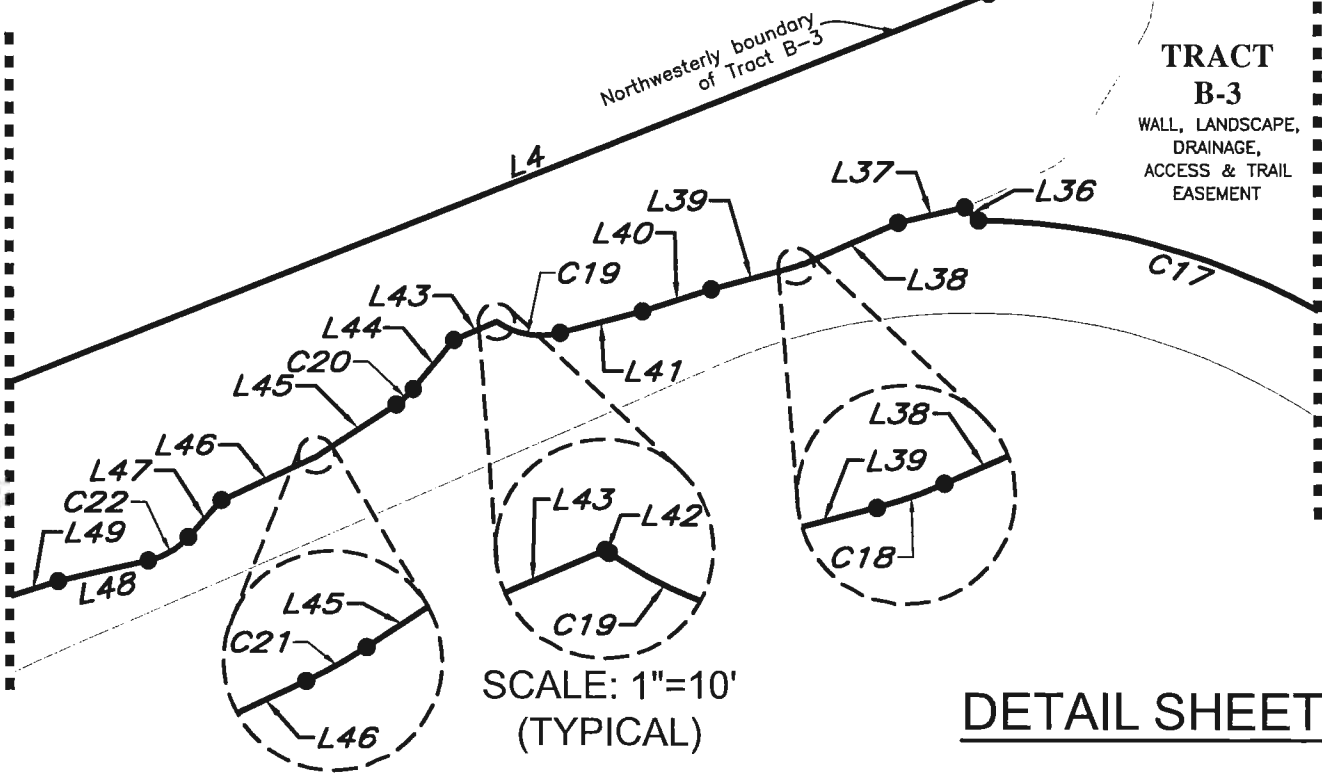 Northwesterly boundary
of Tract B-3
TRACT
B-3
WALL, LANDSCAPE,
DRAINAGE,
ACCESS & TRAIL
EASEMENT
L4
L37
L36
L39
L40
C19
C17
L38
L43
L44
C20
L45
L41
L46
L47
C22
L49
L48
L38
L39
C18
L43
L42
C19
L45
C21
L46
SCALE: 1"=10'
(TYPICAL)
DETAIL SHEET